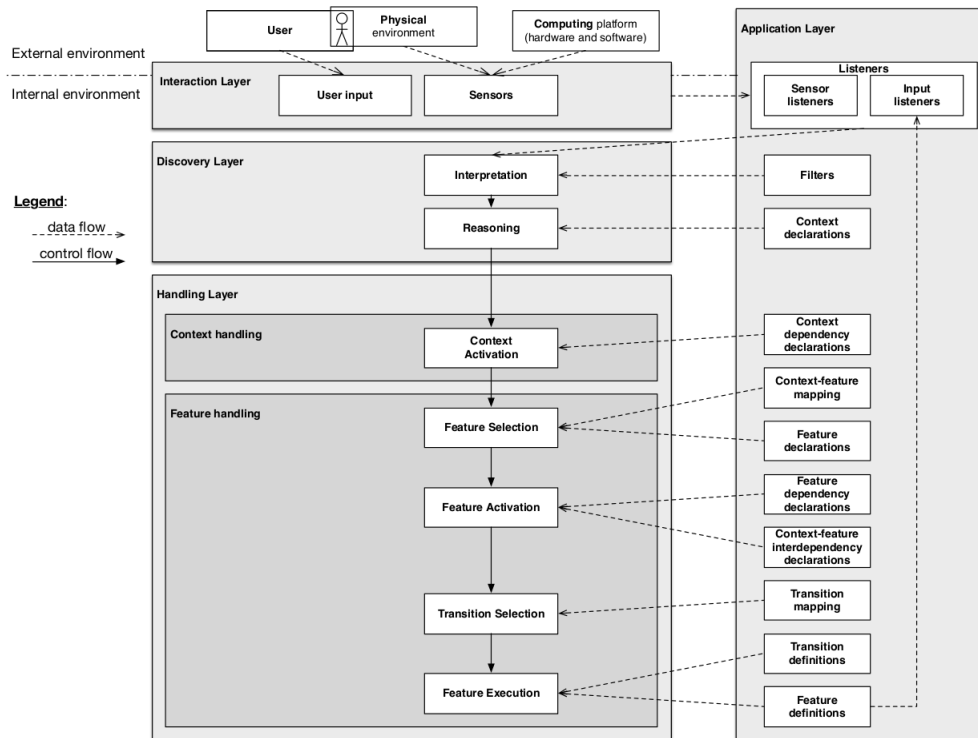 User
Physical
environment
Computing platform
(hardware and software)
Application Layer
External environment
Internal environment
Interaction Layer
User input
Sensors
Listeners
Sensor
listeners
Input
listeners
Discovery Layer
Interpretation
Filters
Legend:
data flow
control flow
Reasoning
Context
declarations
Handling Layer
Context handling
Context
Activation
Context
dependency
declarations
Feature handling
Context-feature
mapping
Feature Selection
Feature
declarations
Feature Activation
Feature
dependency
declarations
Context-feature
interdependency
declarations
Transition Selection
Transition
mapping
Transition
definitions
Feature Execution
Feature
definitions